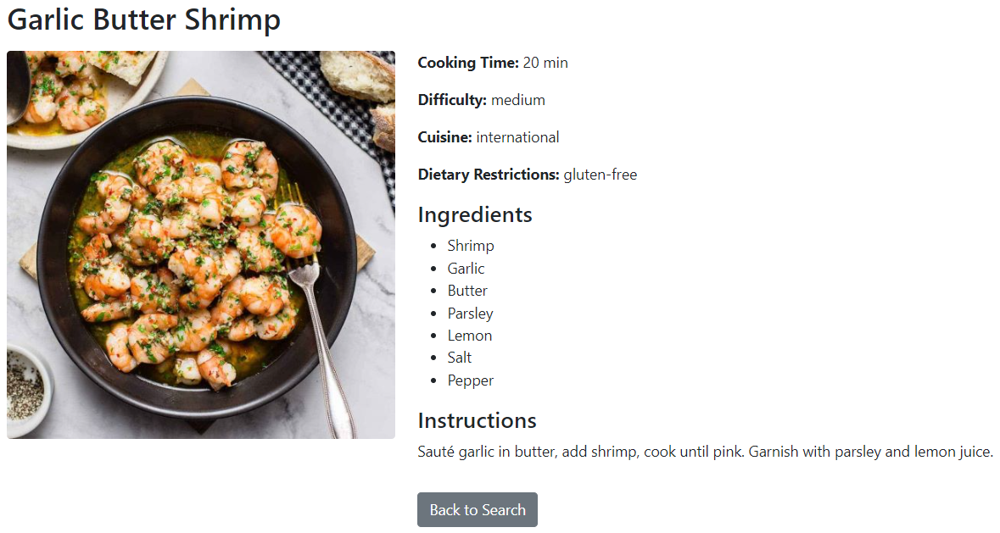 Garlic Butter Shrimp
Cooking Time: 20 min
Difficulty: medium
Cuisine: international
Dietary Restrictions: gluten-free
Ingredients
Shrimp
Garlic
Butter
Parsley
Lemon
Salt
Pepper
Instructions
Sauté garlic in butter, add shrimp, cook until pink. Garnish with parsley and lemon juice.
Back to Search